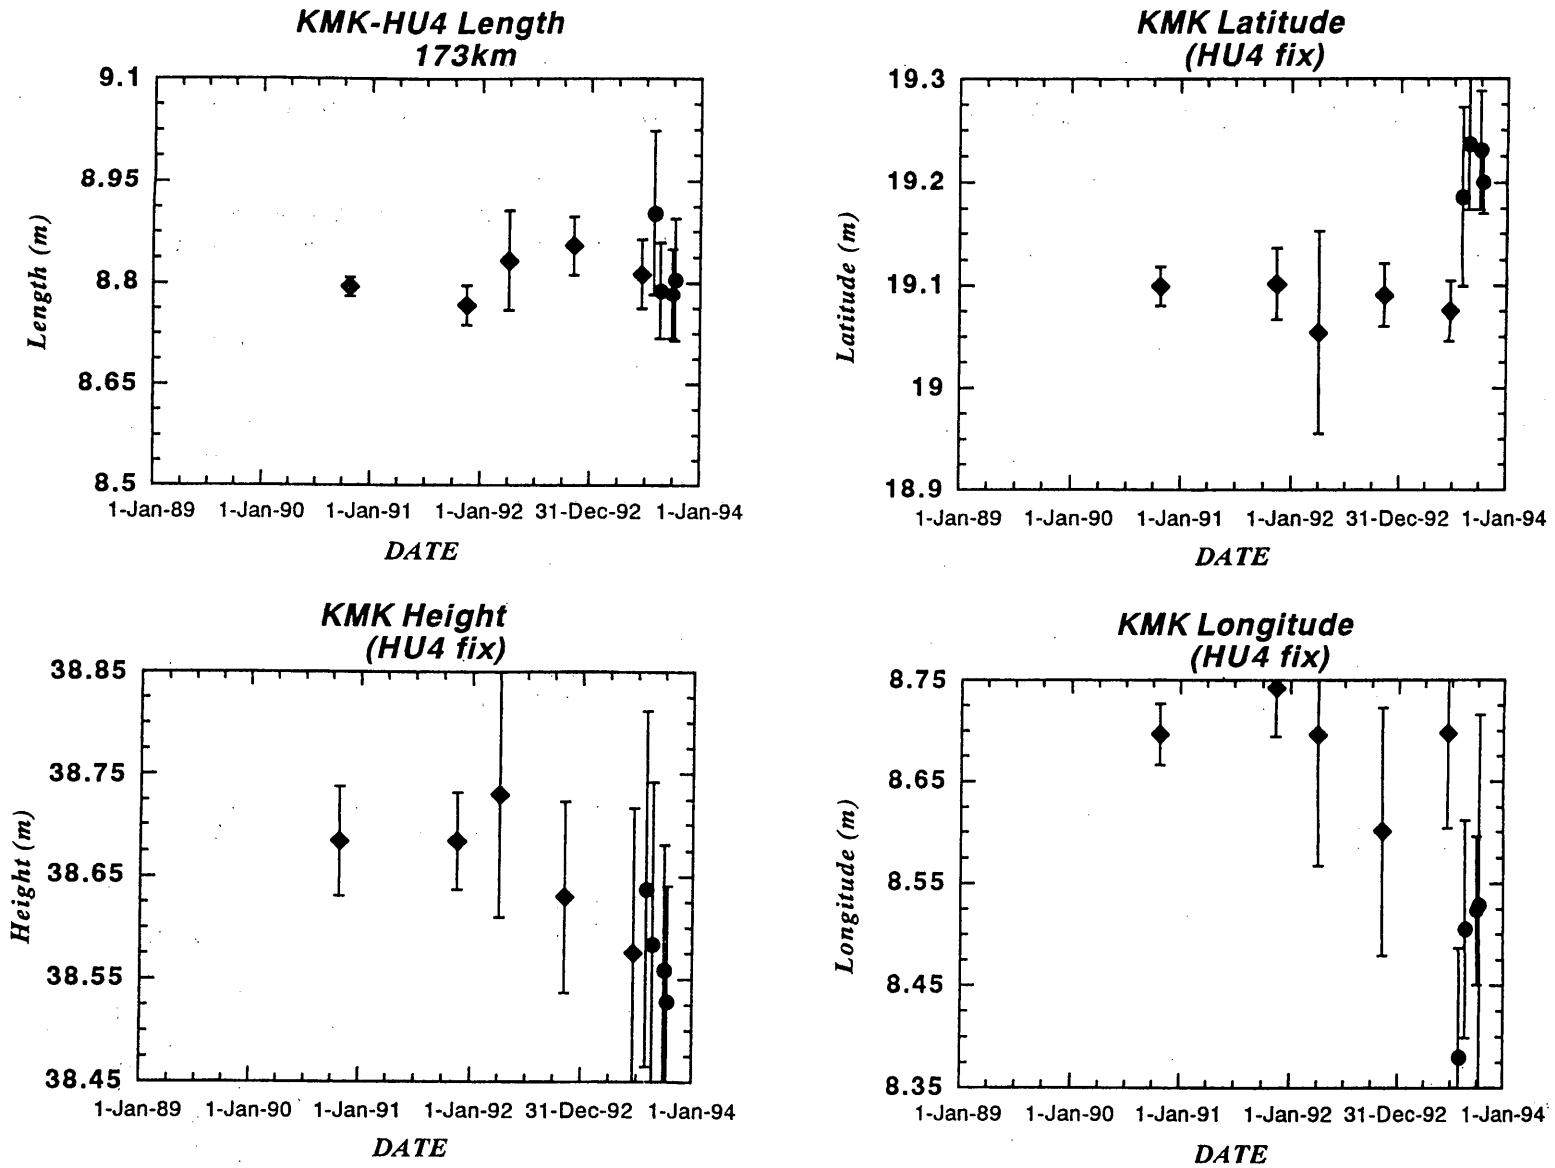 KMK-HU4 Length
173km
9.1
8.95
8.8
8.65
8.5
Length (m)
1-Jan-89 1-Jan-90 1-Jan-91 1-Jan-92 31-Dec-92 1-Jan-94
DATE
KMK Latitude
(HU4 fix)
19.3
19.2
19.1
19
18.9
Latitude (m)
1-Jan-89 1-Jan-90 1-Jan-91 1-Jan-92 31-Dec-92 1-Jan-94
DATE
KMK Height
(HU4 fix)
38.85
38.75
38.65
38.55
38.45
Height (m)
1-Jan-89 1-Jan-90 1-Jan-91 1-Jan-92 31-Dec-92 1-Jan-94
DATE
KMK Longitude
(HU4 fix)
8.75
8.65
8.55
8.45
8.35
Longitude (m)
1-Jan-89 1-Jan-90 1-Jan-91 1-Jan-92 31-Dec-92 1-Jan-94
DATE